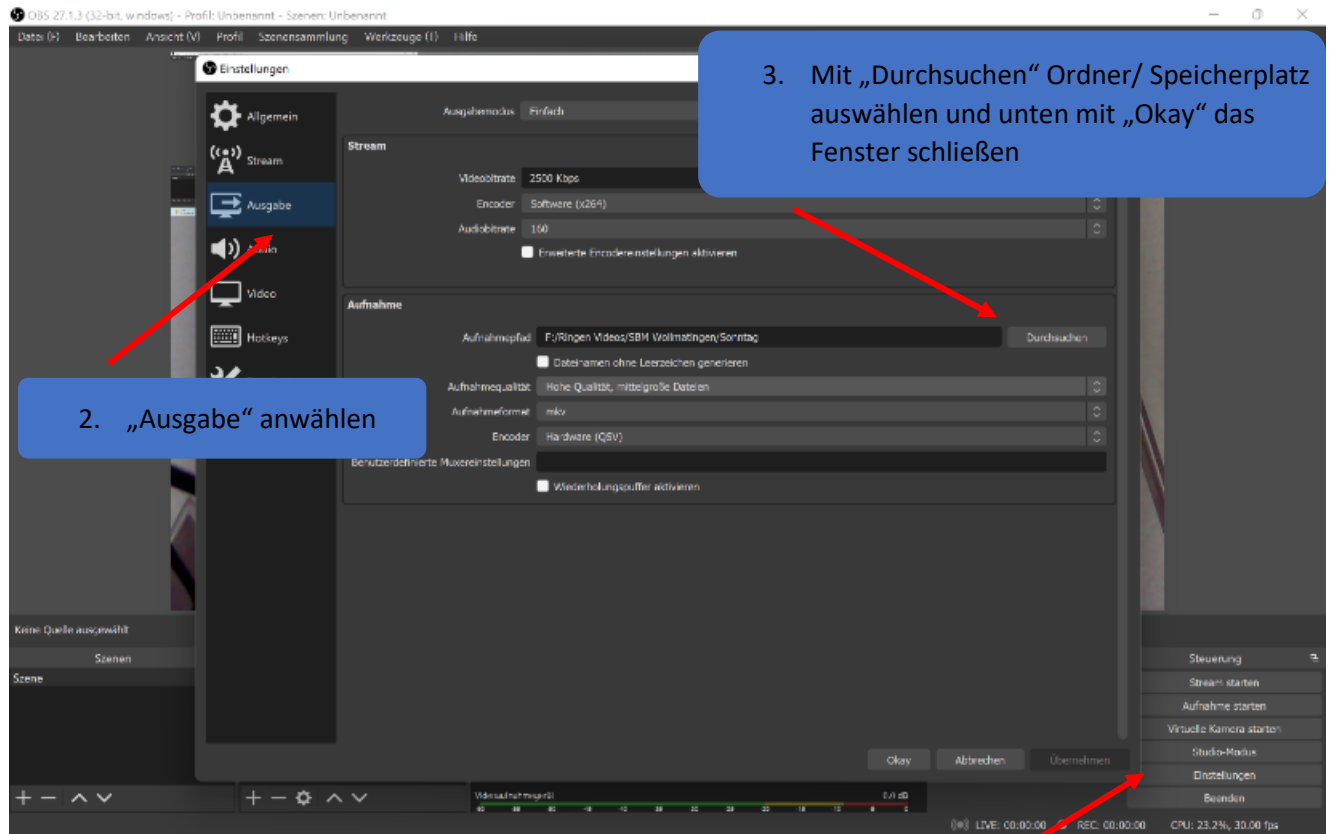 OBS 27.1.3 (32-bit, windows) - Profil: Unbenannt - Szenen: Unbenannt
Datei (F) Bearbeiten Ansicht (V) Profil Szenensammlung Werkzeuge (T) Hilfe
Einstellungen
3. Mit „Durchsuchen“ Ordner/ Speicherplatz
auswählen und unten mit „Okay“ das
Fenster schließen
Allgemein
Stream
Ausgabe
Audio
Video
Hotkeys
2. „Ausgabe“ anwählen
Ausgabemodus Einfach
Stream
Videobitrate 2500 Kbps
Encoder Software (x264)
Audiobitrate 160
Erweiterte Encodereinstellungen aktivieren
Aufnahme
Aufnahmepfad F:/Ringen Videos/SBM Wollmatingen/Sonntag Durchsuchen
Dateinamen ohne Leerzeichen generieren
Aufnahmequalität Hohe Qualität, mittelgroße Dateien
Aufnahmeformat mkv
Encoder Hardware (QSV)
Benutzerdefinierte Muxereinstellungen
Wiederholungspuffer aktivieren
Okay Abbrechen Übernehmen
Keine Quelle ausgewählt
Szenen
Szene
Steuerung
Stream starten
Aufnahme starten
Virtuelle Kamera starten
Studio-Modus
Einstellungen
Beenden
Videoaufnahmegerät 0.0 dB
LIVE: 00:00:00 REC: 00:00:00 CPU: 23.2%, 30.00 fps